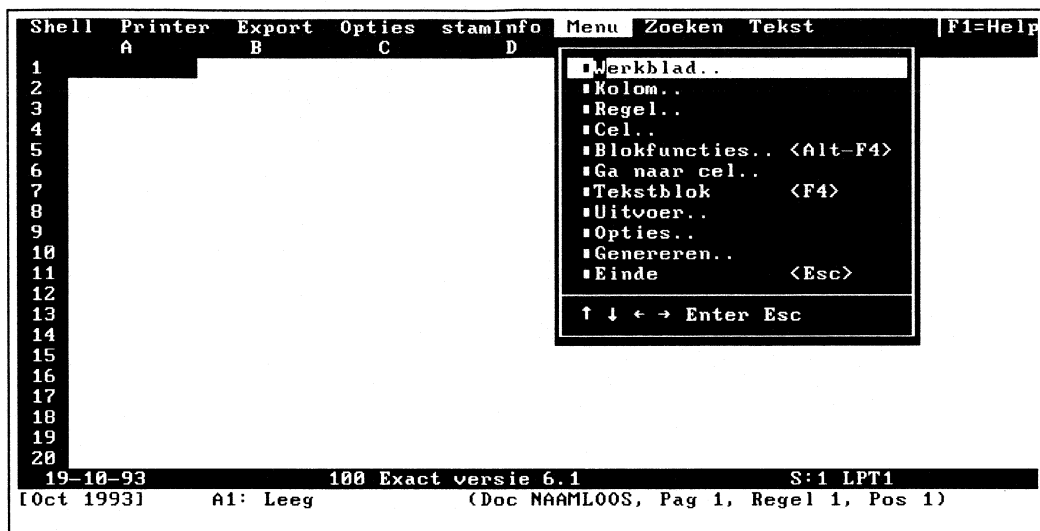 Shell Printer Export Opties stamInfo Menu Zoeken Tekst |F1=Help
A B C D
1 Werkblad..
2 Kolom..
3 Regel..
4 Cel..
5 Blokfuncties.. <Alt-F4>
6 Ga naar cel..
7 Tekstblok <F4>
8 Uitvoer..
9 Opties..
10 Genereren..
11 Einde <Esc>
12
13 ↑ ↓ ← → Enter Esc
14
15
16
17
18
19
20
19-10-93 100 Exact versie 6.1 S:1 LPT1
[Oct 1993] A1: Leeg (Doc NAAMLOOS, Pag 1, Regel 1, Pos 1)